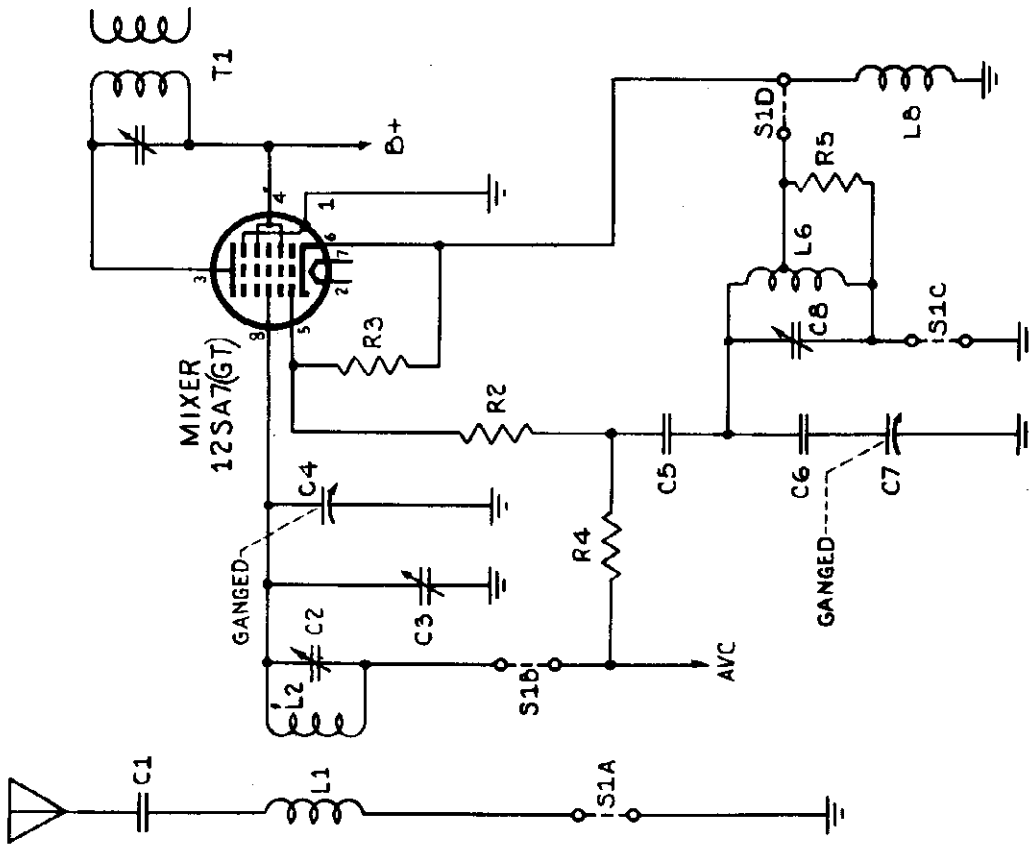 T1
B+
3
4
1
6
7
2
8
5
MIXER
12SA7(GT)
R3
R2
C4
GANGED
C3
C2
L2
S1B
AVC
R4
C5
C6
C7
GANGED
C8
L6
R5
S1D
L8
S1C
C1
L1
S1A